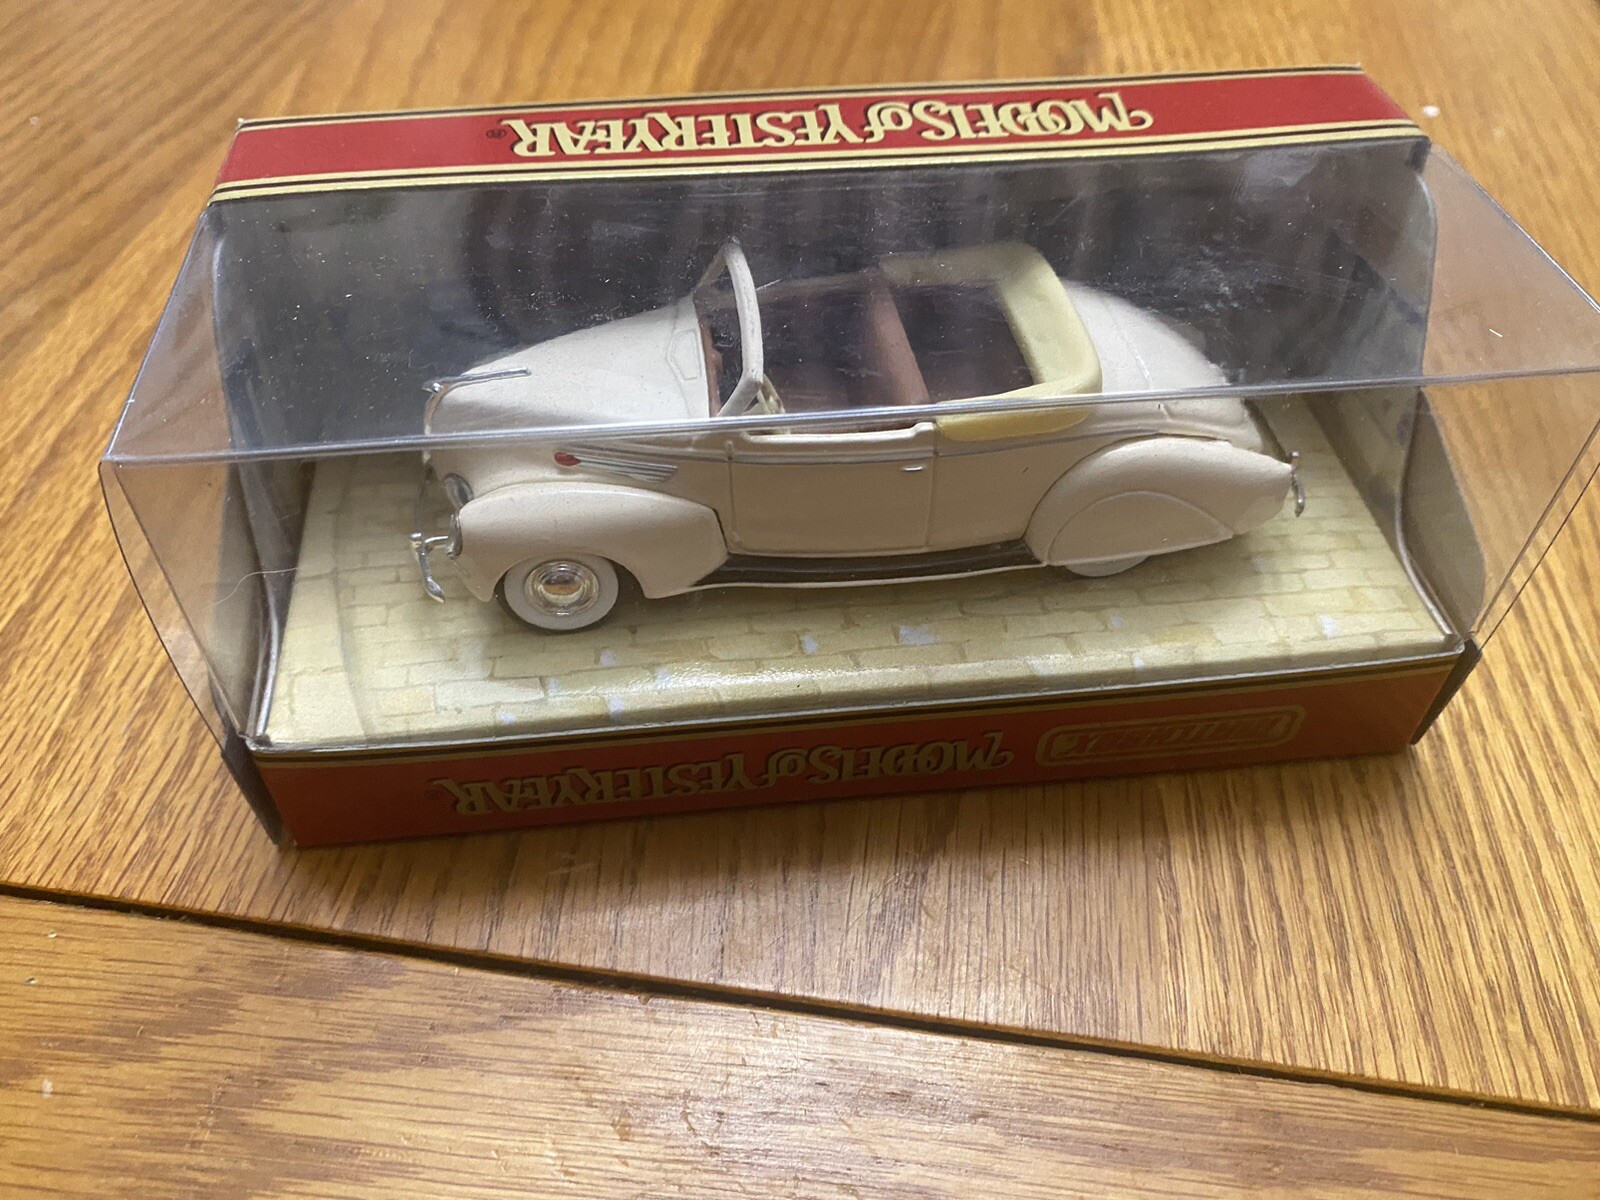 MODELS of YESTERYEAR®
MATCHBOX MODELS of YESTERYEAR®